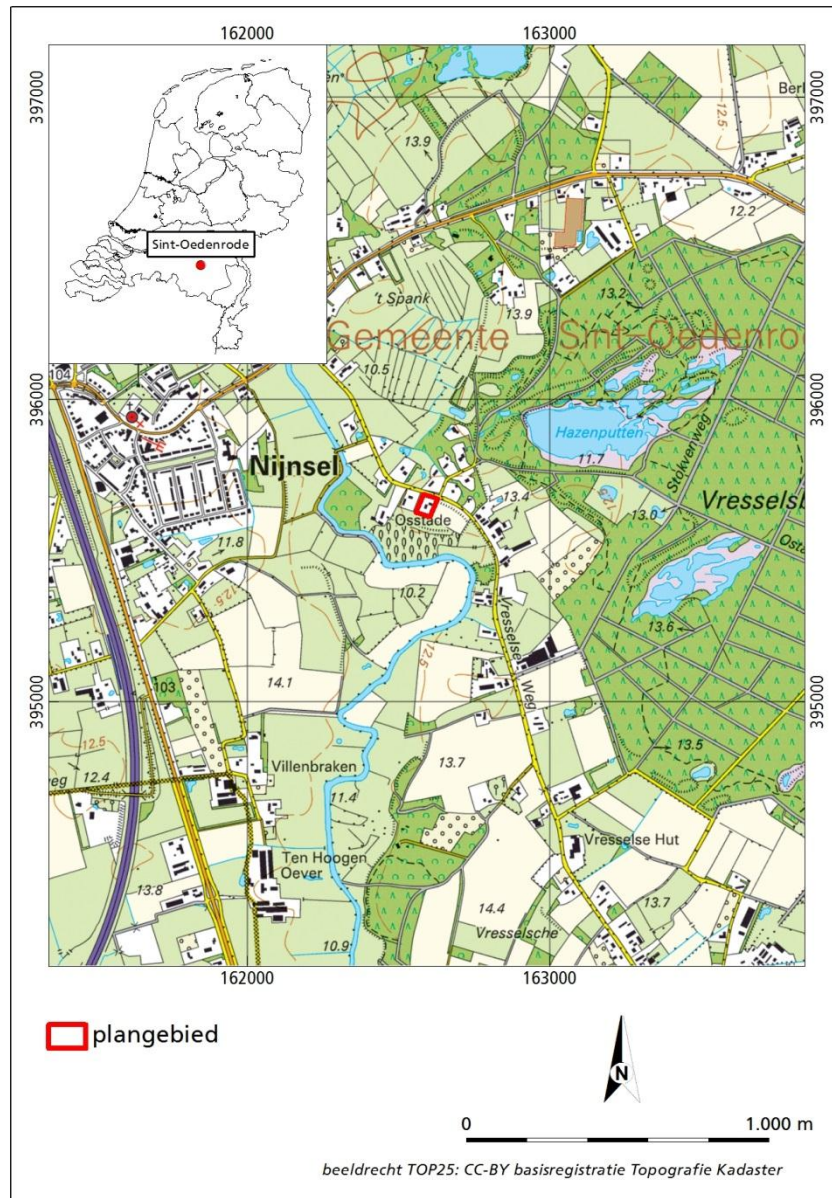 162000
163000
397000
397000
Sint-Oedenrode
13.9
12.5
12.2
't Spank
13.9
13.2
Gemeente Sint-Oedenro
10.5
104
396000
396000
Hazenputten
11.7
Stokvenweg
Nijnsel
13.4
Vresselsb
Osstade
13.0
11.8
10.2
12.5
12.5
13.6
Vresselse Weg
103
14.1
395000
395000
12.5
13.5
13.7
Villenbraken
weg
12.4
11.4
Vresselse Hut
Ten Hoogen
Oever
13.8
14.4
13.7
Vresselsche
10.9
162000
163000
plangebied
N
0
1.000 m
beeldrecht TOP25: CC-BY basisregistratie Topografie Kadaster